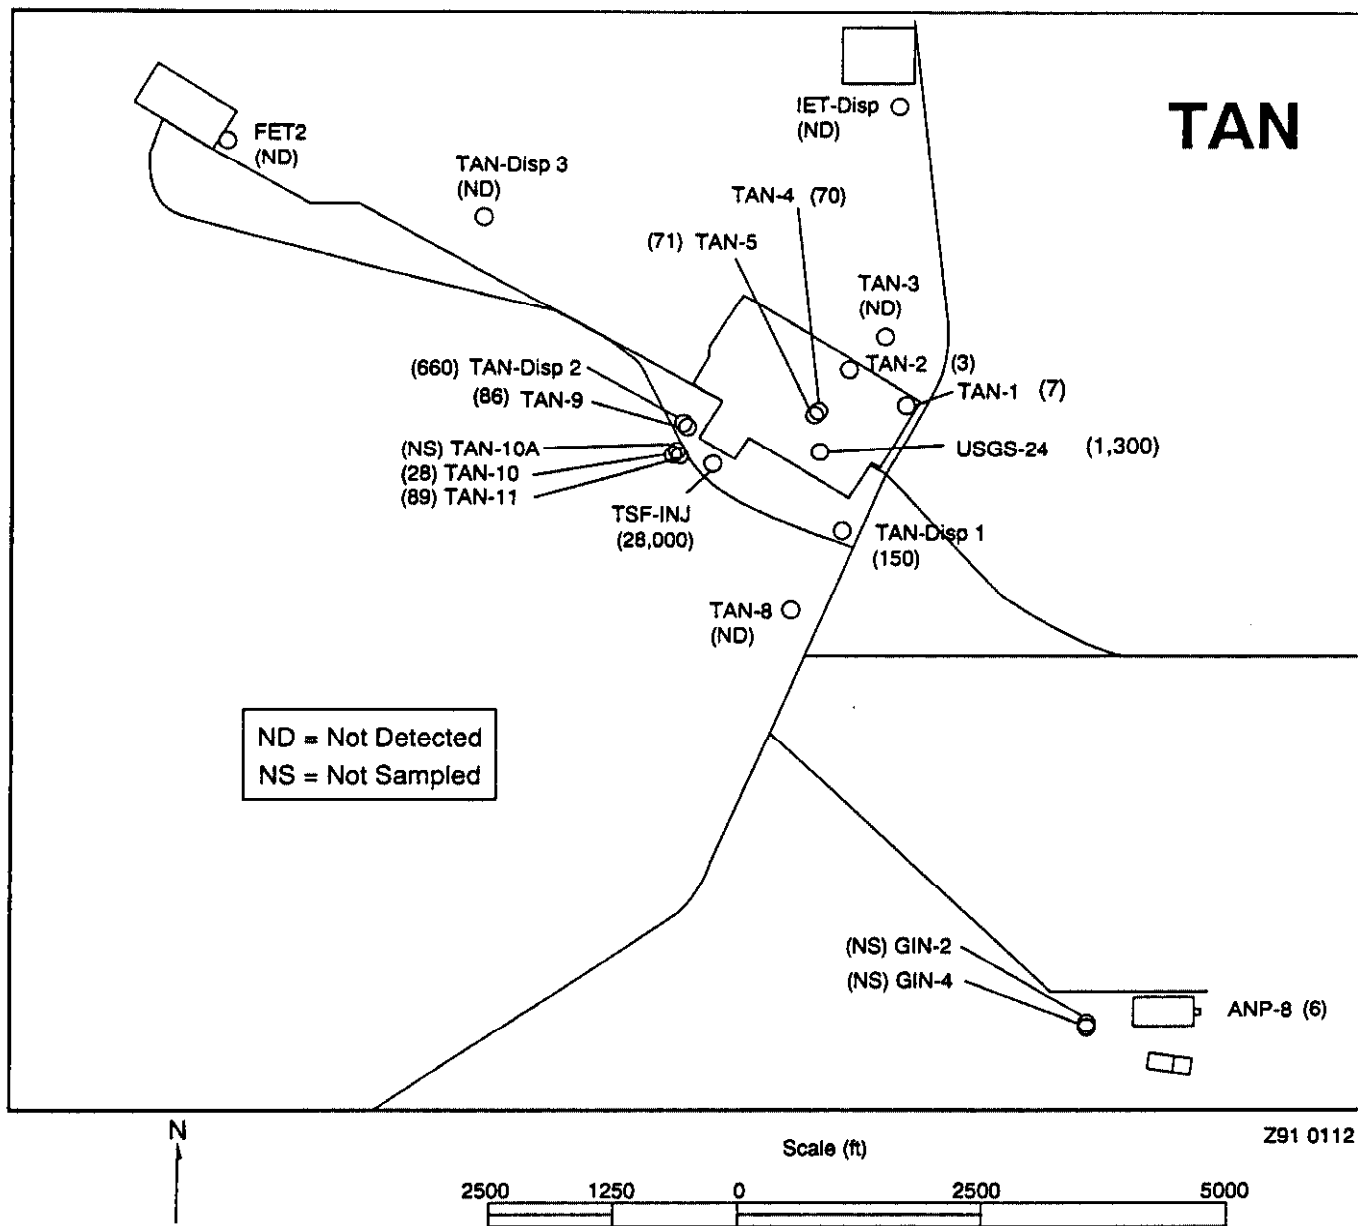 TAN
IET-Disp
(ND)
FET2
(ND)
TAN-Disp 3
(ND)
TAN-4 (70)
(71) TAN-5
TAN-3
(ND)
TAN-2 (3)
(660) TAN-Disp 2
(86) TAN-9
TAN-1 (7)
(NS) TAN-10A
USGS-24 (1,300)
(28) TAN-10
(89) TAN-11
TSF-INJ
(28,000)
TAN-Disp 1
(150)
TAN-8
(ND)
ND = Not Detected
NS = Not Sampled
(NS) GIN-2
(NS) GIN-4
ANP-8 (6)
N
Scale (ft)
Z91 0112
2500 1250 0 2500 5000